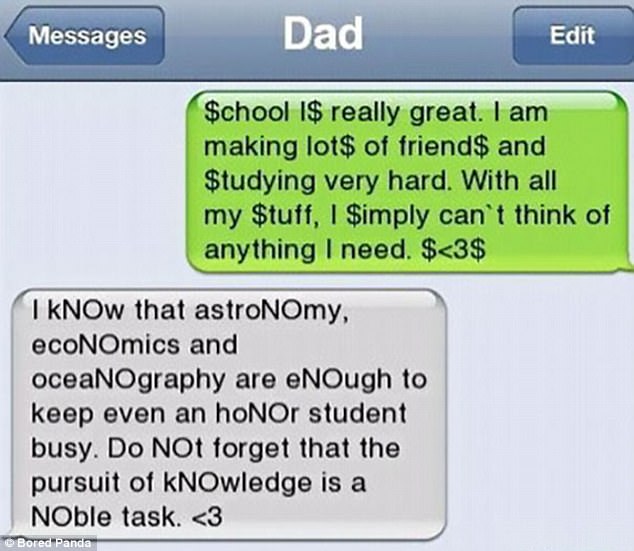 Messages
Dad
Edit
$chool I$ really great. I am
making lot$ of friend$ and
$tudying very hard. With all
my $tuff, I $imply can`t think of
anything I need. $<3$
I kNOw that astroNOmy,
ecoNOmics and
oceaNOgraphy are eNOugh to
keep even an hoNOr student
busy. Do NOt forget that the
pursuit of kNOwledge is a
NOble task. <3
© Bored Panda